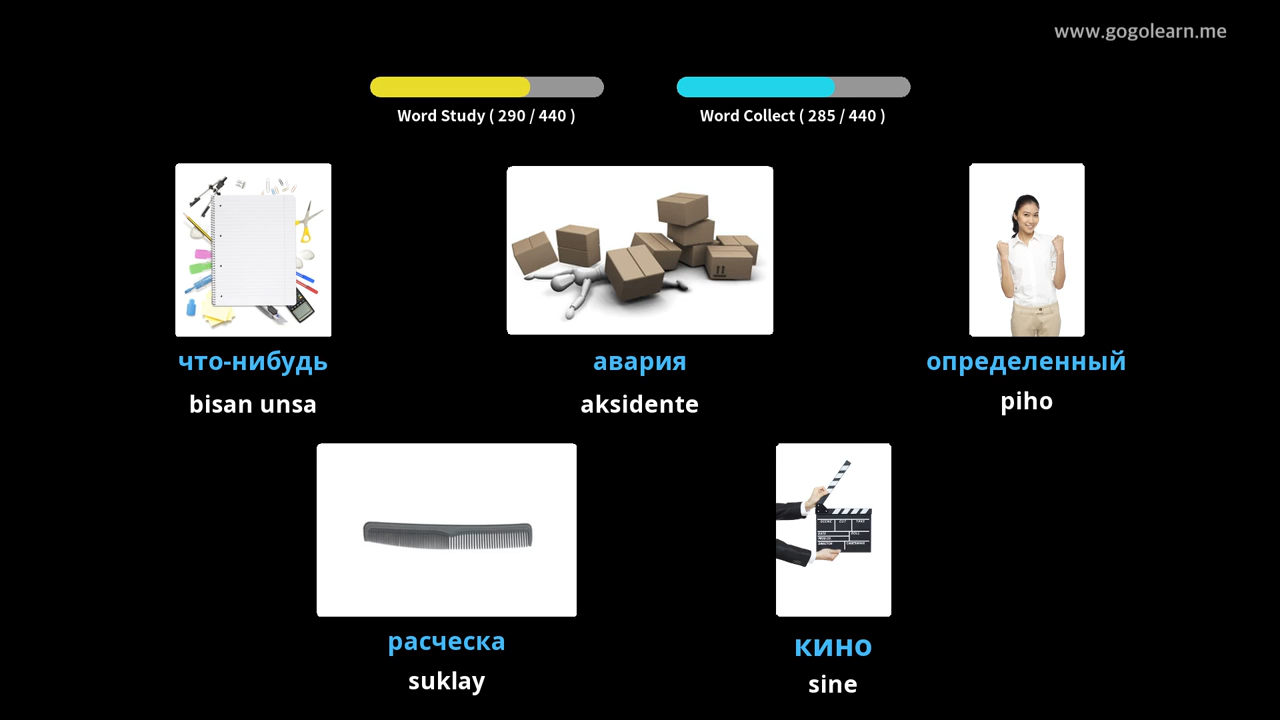 www.gogolearn.me
Word Study ( 290 / 440 )
Word Collect ( 285 / 440 )
что-нибудь
bisan unsa
авария
aksidente
определенный
piho
расческа
suklay
кино
sine